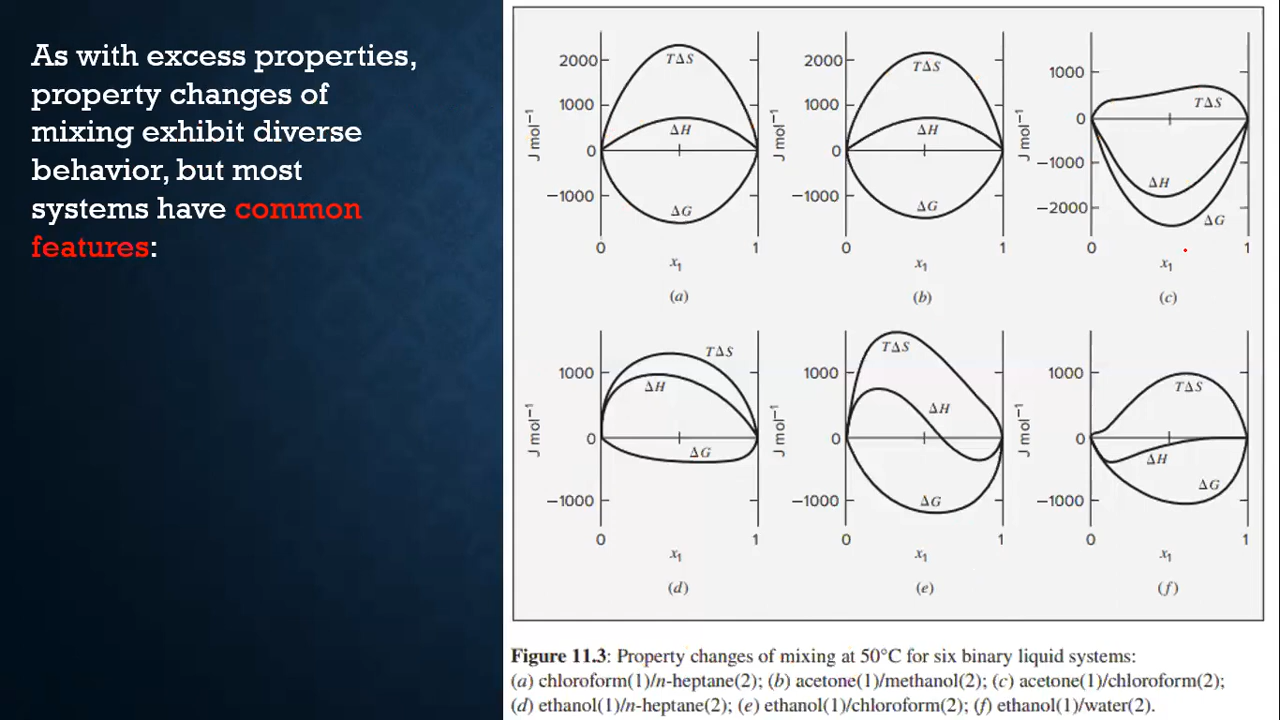 As with excess properties,
property changes of
mixing exhibit diverse
behavior, but most
systems have common
features:
2000
1000
0
−1000
J mol⁻¹
TΔS
ΔH
ΔG
0
1
x₁
(a)
2000
1000
0
−1000
J mol⁻¹
TΔS
ΔH
ΔG
0
1
x₁
(b)
1000
0
−1000
−2000
J mol⁻¹
TΔS
ΔH
ΔG
0
1
x₁
(c)
1000
0
−1000
J mol⁻¹
TΔS
ΔH
ΔG
0
1
x₁
(d)
1000
0
−1000
J mol⁻¹
TΔS
ΔH
ΔG
0
1
x₁
(e)
1000
0
−1000
J mol⁻¹
TΔS
ΔH
ΔG
0
1
x₁
(f)
Figure 11.3: Property changes of mixing at 50°C for six binary liquid systems:
(a) chloroform(1)/n-heptane(2); (b) acetone(1)/methanol(2); (c) acetone(1)/chloroform(2);
(d) ethanol(1)/n-heptane(2); (e) ethanol(1)/chloroform(2); (f) ethanol(1)/water(2).